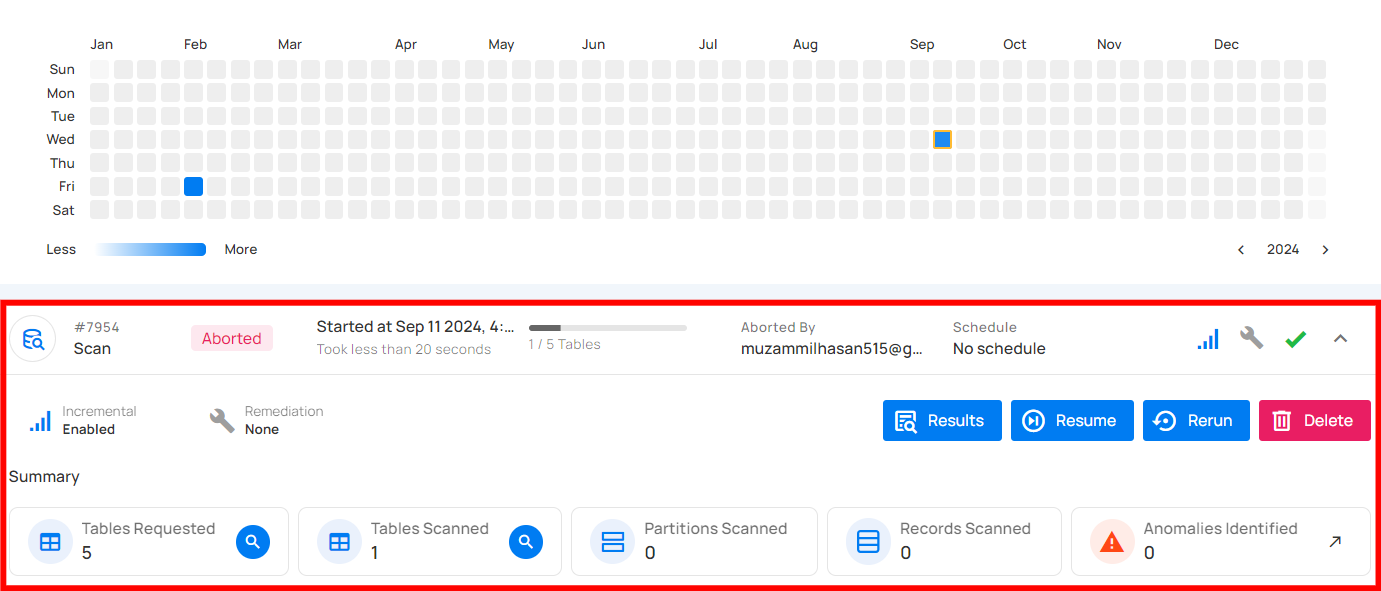 Jan Feb Mar Apr May Jun Jul Aug Sep Oct Nov Dec
Sun
Mon
Tue
Wed
Thu
Fri
Sat
Less More
2024
#7954
Scan
Aborted
Started at Sep 11 2024, 4:...
Took less than 20 seconds
1 / 5 Tables
Aborted By
muzammilhasan515@g...
Schedule
No schedule
Incremental
Enabled
Remediation
None
Results
Resume
Rerun
Delete
Summary
Tables Requested
5
Tables Scanned
1
Partitions Scanned
0
Records Scanned
0
Anomalies Identified
0